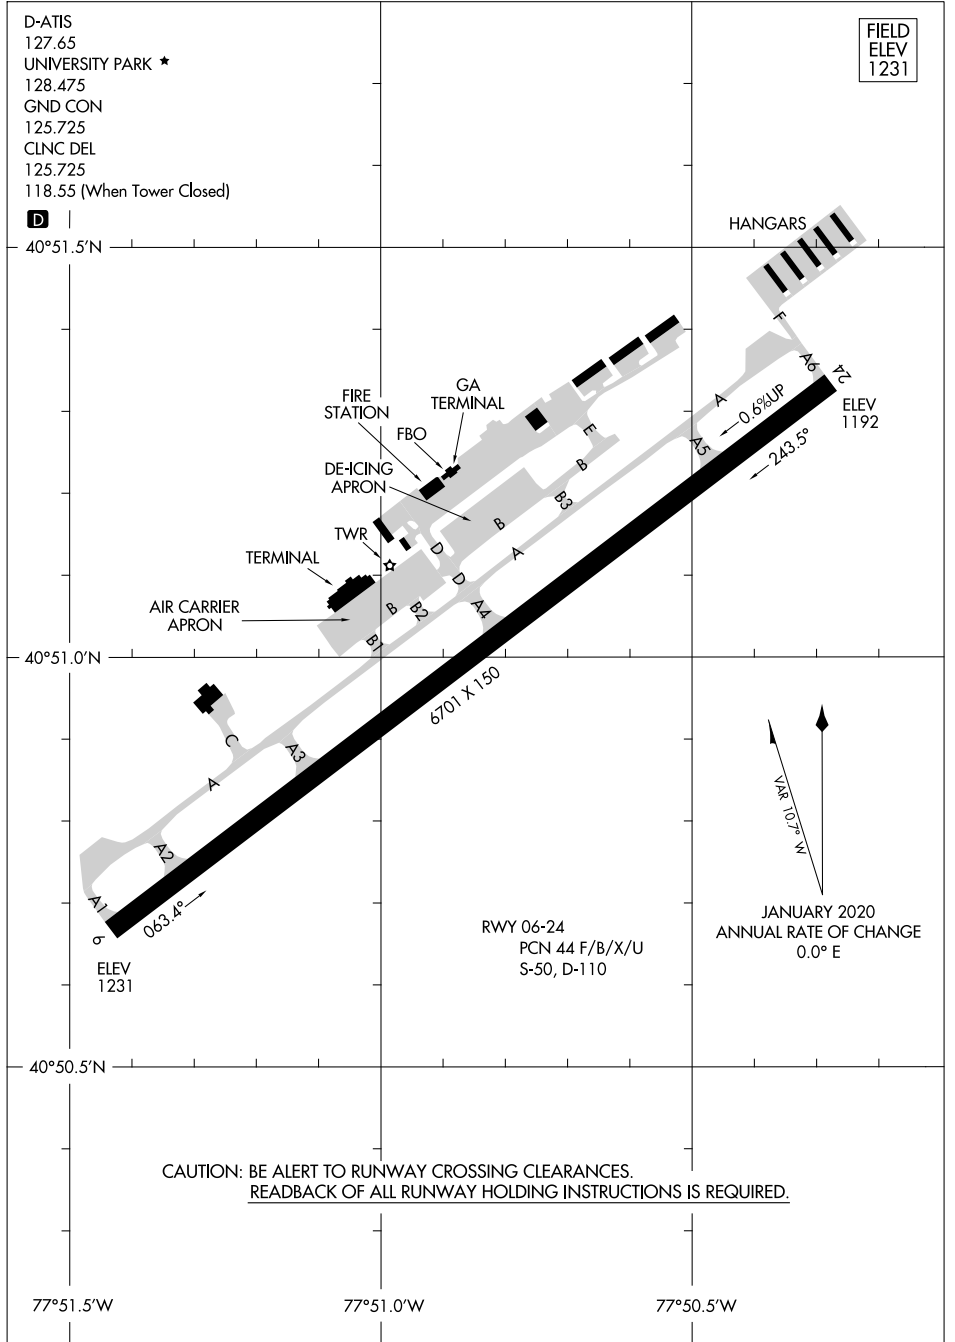 D-ATIS
127.65
UNIVERSITY PARK ★
128.475
GND CON
125.725
CLNC DEL
125.725
118.55 (When Tower Closed)
D
FIELD
ELEV
1231
40°51.5'N
HANGARS
F
A6
24
ELEV
1192
0.6%UP
243.5°
A
A5
FIRE
STATION
GA
TERMINAL
FBO
DE-ICING
APRON
E
B
B3
B
A
TWR
D
D
TERMINAL
AIR CARRIER
APRON
B
B2
A4
B1
40°51.0'N
6701 X 150
C
A3
A
A2
A1
6
063.4°
ELEV
1231
VAR 10.7° W
JANUARY 2020
ANNUAL RATE OF CHANGE
0.0° E
RWY 06-24
PCN 44 F/B/X/U
S-50, D-110
40°50.5'N
CAUTION: BE ALERT TO RUNWAY CROSSING CLEARANCES.
READBACK OF ALL RUNWAY HOLDING INSTRUCTIONS IS REQUIRED.
77°51.5'W
77°51.0'W
77°50.5'W